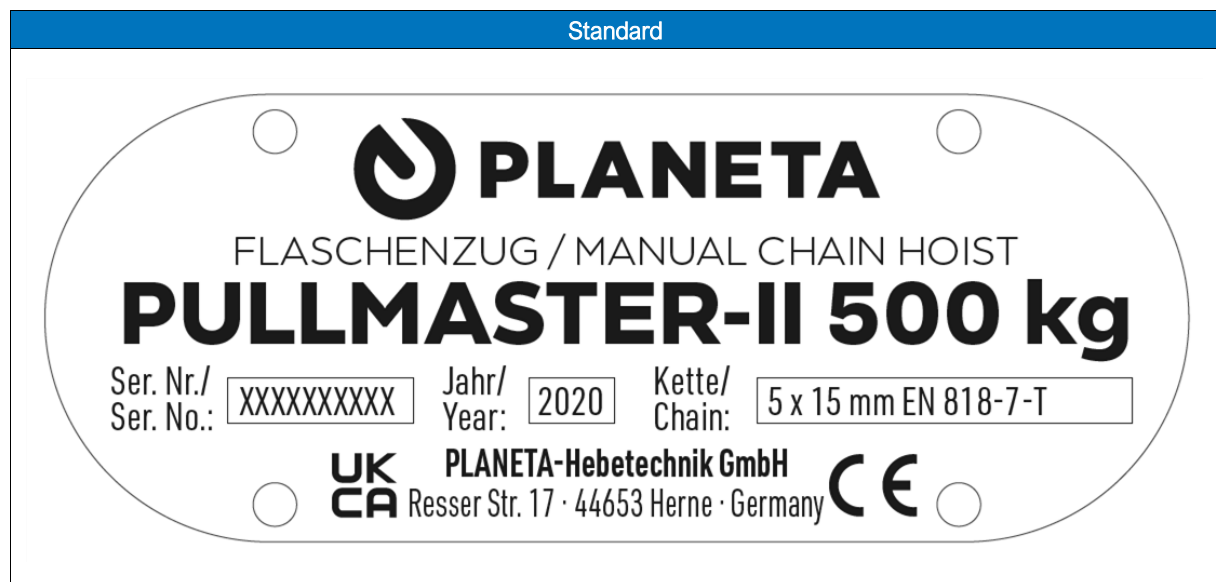 Standard
PLANETA
FLASCHENZUG / MANUAL CHAIN HOIST
PULLMASTER-II 500 kg
Ser. Nr./ Jahr/ Kette/
Ser. No.: XXXXXXXXXX Year: 2020 Chain: 5 x 15 mm EN 818-7-T
UK PLANETA-Hebetechnik GmbH CE
CA Resser Str. 17 · 44653 Herne · Germany